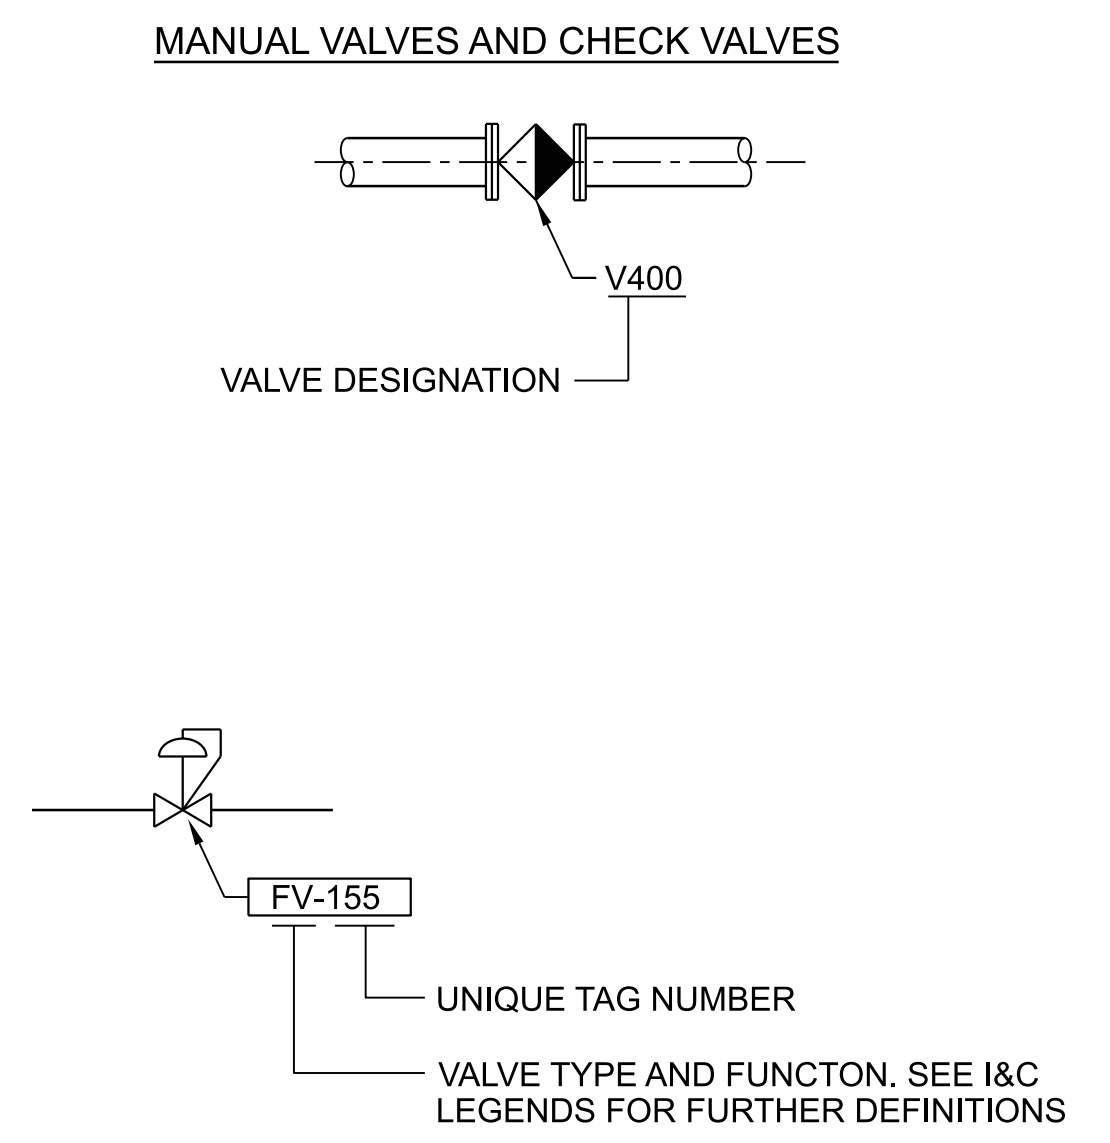 MANUAL VALVES AND CHECK VALVES
V400
VALVE DESIGNATION
FV-155
UNIQUE TAG NUMBER
VALVE TYPE AND FUNCTON. SEE I&C
LEGENDS FOR FURTHER DEFINITIONS